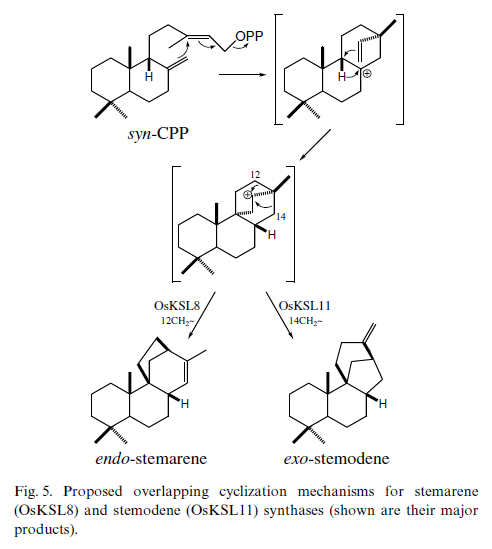 OPP
H
H
⊕
syn-CPP
12
⊕
14
H
OsKSL8
12CH₂~
OsKSL11
14CH₂~
H
H
endo-stemarene
exo-stemodene
Fig. 5. Proposed overlapping cyclization mechanisms for stemarene
(OsKSL8) and stemodene (OsKSL11) synthases (shown are their major
products).